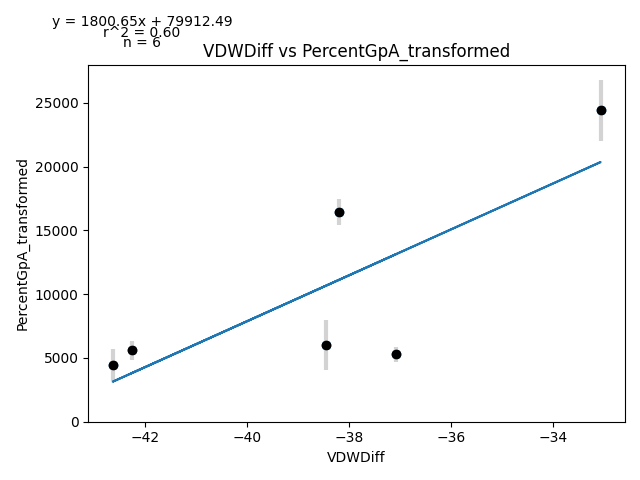 y = 1800.65x + 79912.49
r^2 = 0.60
n = 6
VDWDiff vs PercentGpA_transformed
PercentGpA_transformed
25000
20000
15000
10000
5000
0
−42
−40
−38
−36
−34
VDWDiff